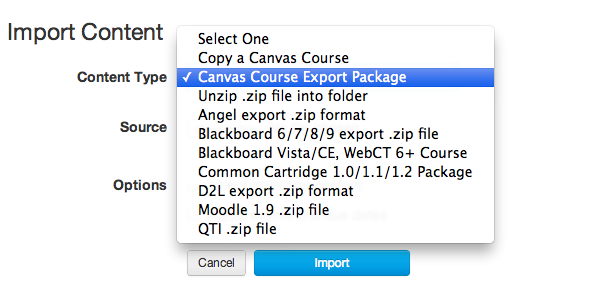 Import Content
Content Type
Select One
Copy a Canvas Course
✓ Canvas Course Export Package
Unzip .zip file into folder
Angel export .zip format
Blackboard 6/7/8/9 export .zip file
Blackboard Vista/CE, WebCT 6+ Course
Common Cartridge 1.0/1.1/1.2 Package
D2L export .zip format
Moodle 1.9 .zip file
QTI .zip file
Source
Options
Cancel
Import